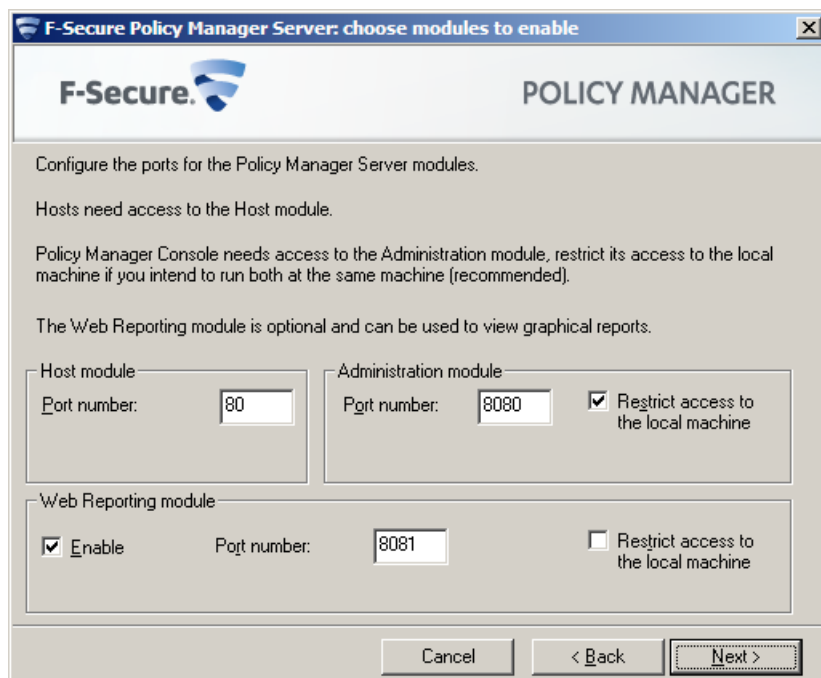 F-Secure Policy Manager Server: choose modules to enable
F-Secure.
POLICY MANAGER
Configure the ports for the Policy Manager Server modules.
Hosts need access to the Host module.
Policy Manager Console needs access to the Administration module, restrict its access to the local
machine if you intend to run both at the same machine (recommended).
The Web Reporting module is optional and can be used to view graphical reports.
Host module
Port number: 80
Administration module
Port number: 8080
Restrict access to
the local machine
Web Reporting module
Enable
Port number: 8081
Restrict access to
the local machine
Cancel
< Back
Next >